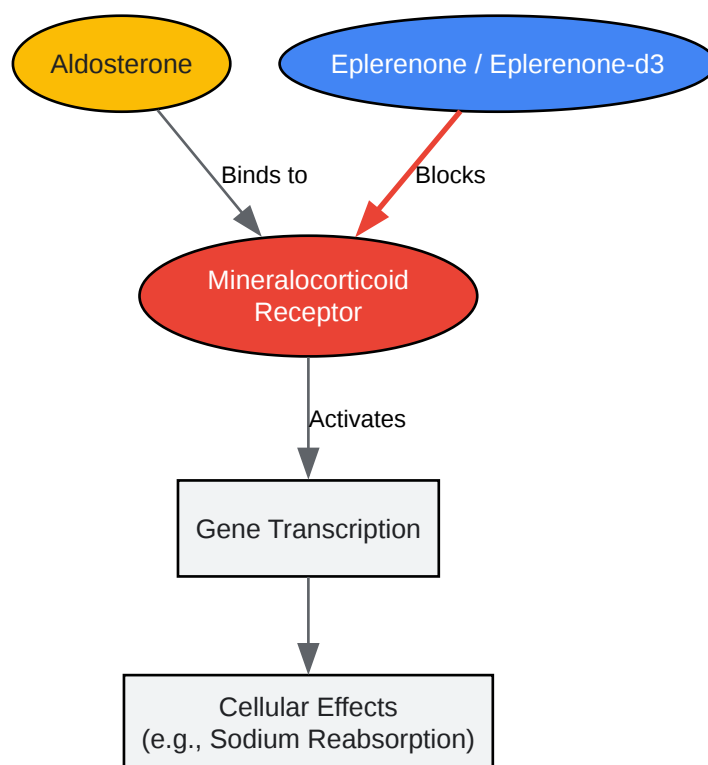 Aldosterone
Eplerenone / Eplerenone-d3
Binds to
Blocks
Mineralocorticoid
Receptor
Activates
Gene Transcription
Cellular Effects
(e.g., Sodium Reabsorption)